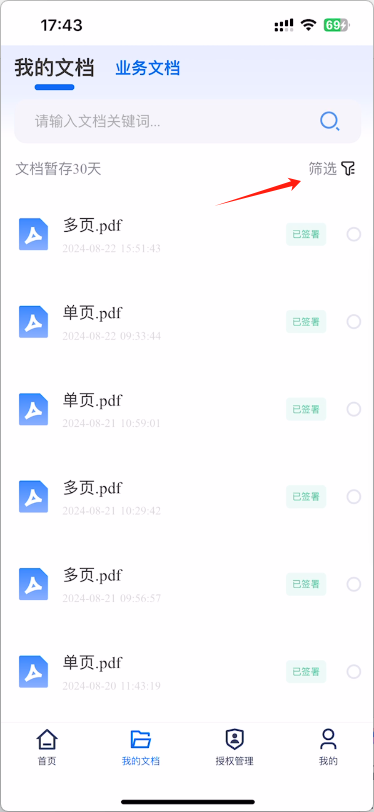 17:43
69
我的文档 业务文档
请输入文档关键词...
文档暂存30天 筛选
多页.pdf
已签署
2024-08-22 15:51:43
单页.pdf
已签署
2024-08-22 09:33:44
单页.pdf
已签署
2024-08-21 10:59:01
多页.pdf
已签署
2024-08-21 10:29:42
多页.pdf
已签署
2024-08-21 09:56:57
单页.pdf
已签署
2024-08-20 11:43:19
首页 我的文档 授权管理 我的